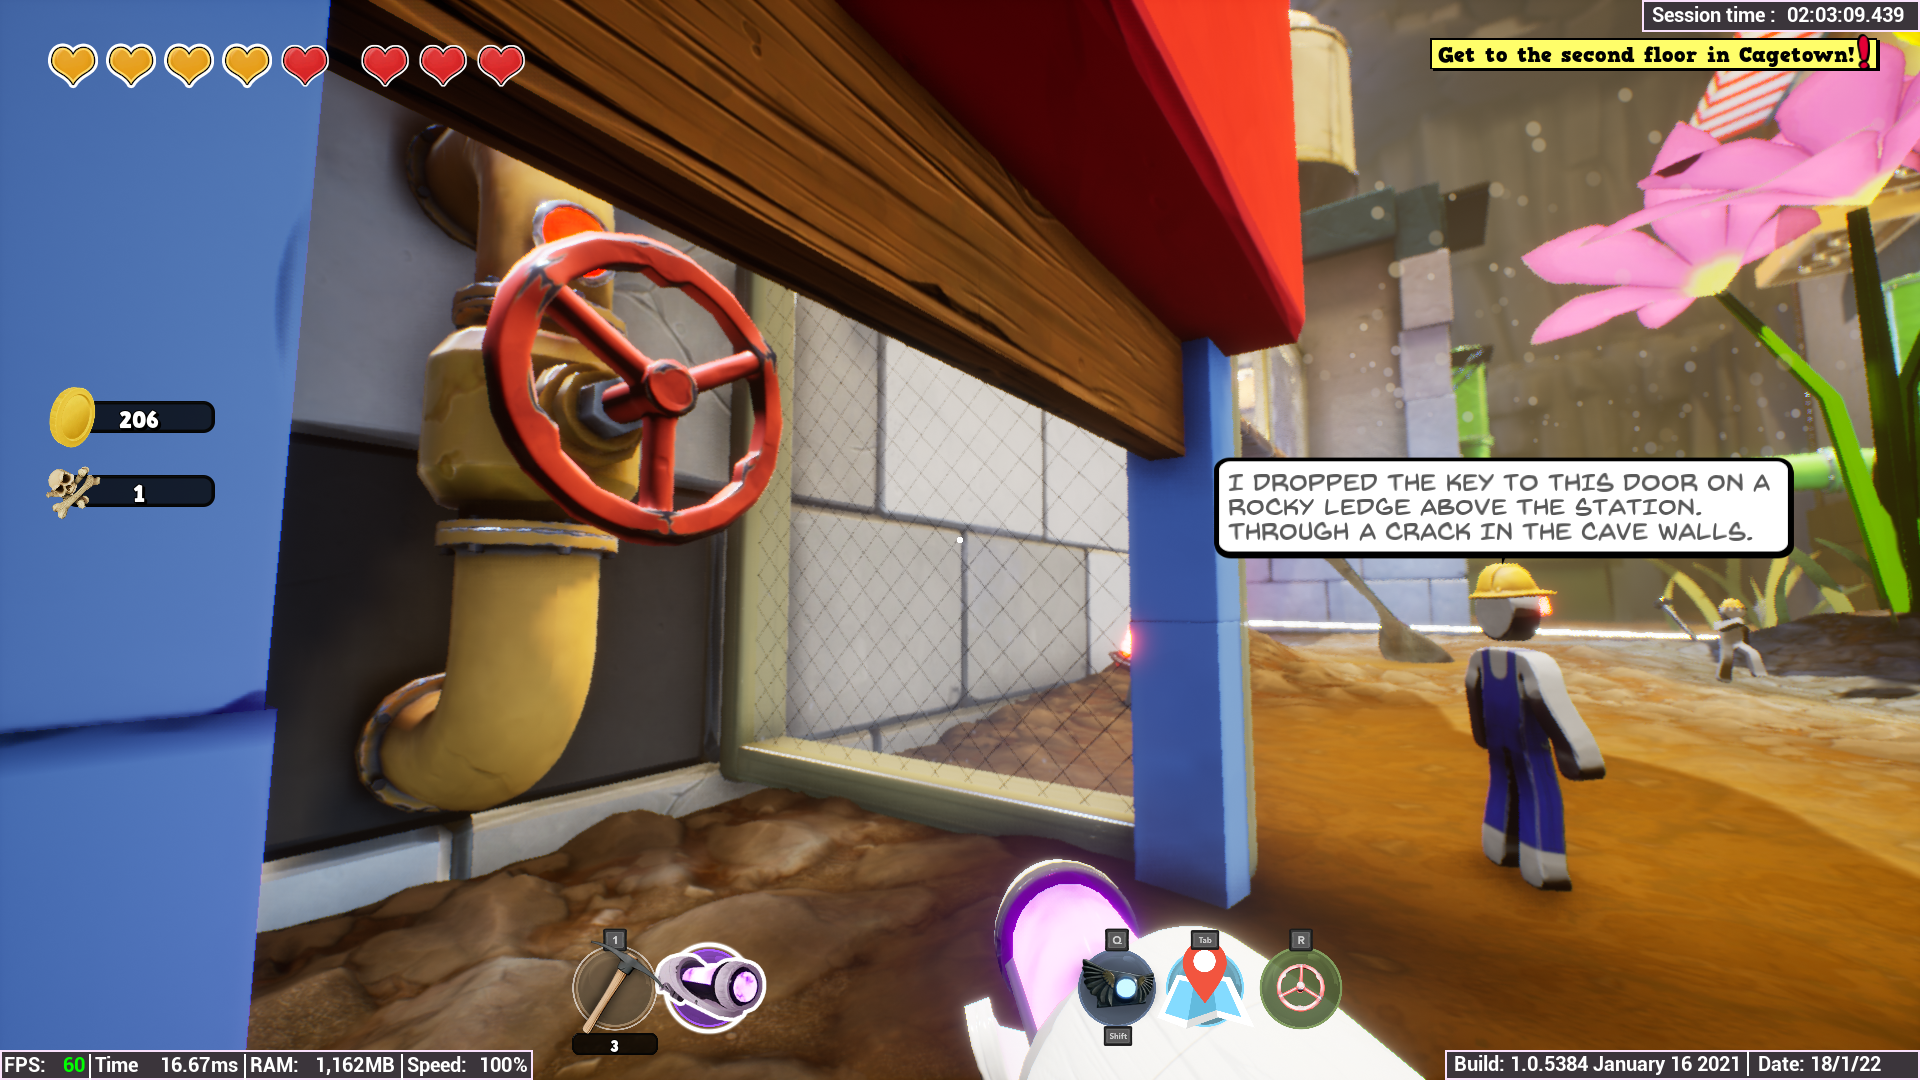 Session time : 02:03:09.439
Get to the second floor in Cagetown!
206
1
I DROPPED THE KEY TO THIS DOOR ON A
ROCKY LEDGE ABOVE THE STATION.
THROUGH A CRACK IN THE CAVE WALLS.
1
Q
Tab
R
Shift
3
FPS: 60 Time 16.67ms RAM: 1,162MB Speed: 100%
Build: 1.0.5384 January 16 2021 Date: 18/1/22